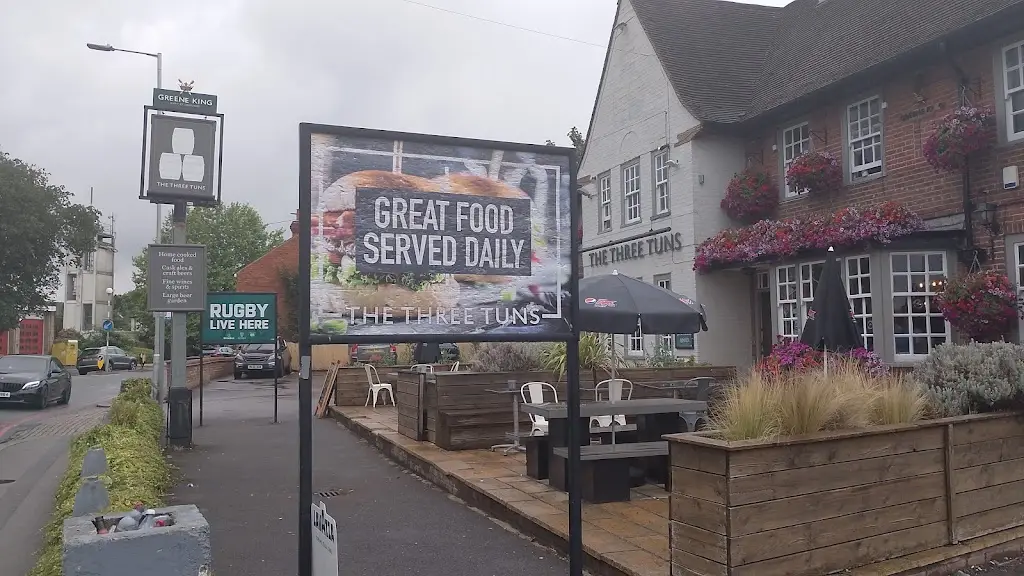 GREENE KING
THE THREE TUNS
Home cooked
food
Cask ales &
craft beers
Fine wines
& spirits
Large beer
garden
RUGBY
LIVE HERE
GREAT FOOD
SERVED DAILY
THE THREE TUNS
THE THREE TUNS